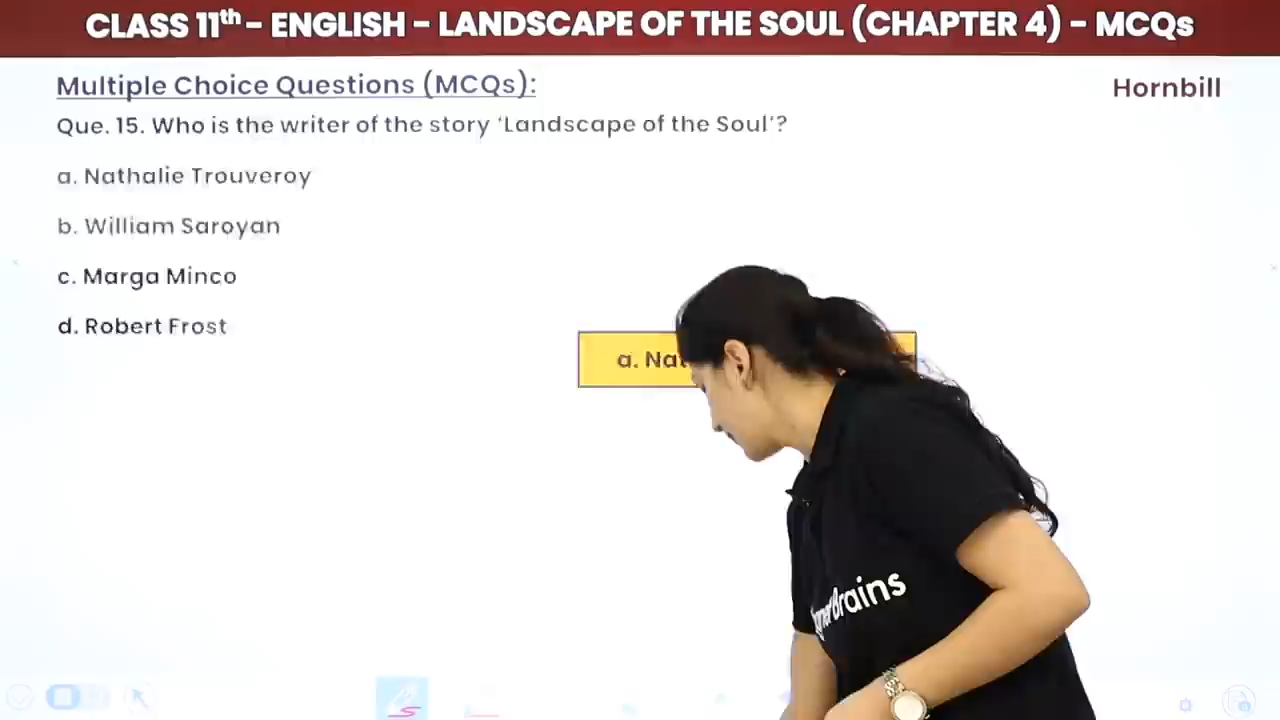 CLASS 11th - ENGLISH - LANDSCAPE OF THE SOUL (CHAPTER 4) - MCQs
Multiple Choice Questions (MCQs):
Hornbill
Que. 15. Who is the writer of the story ‘Landscape of the Soul’?
a. Nathalie Trouveroy
b. William Saroyan
c. Marga Minco
d. Robert Frost
a.
Brains